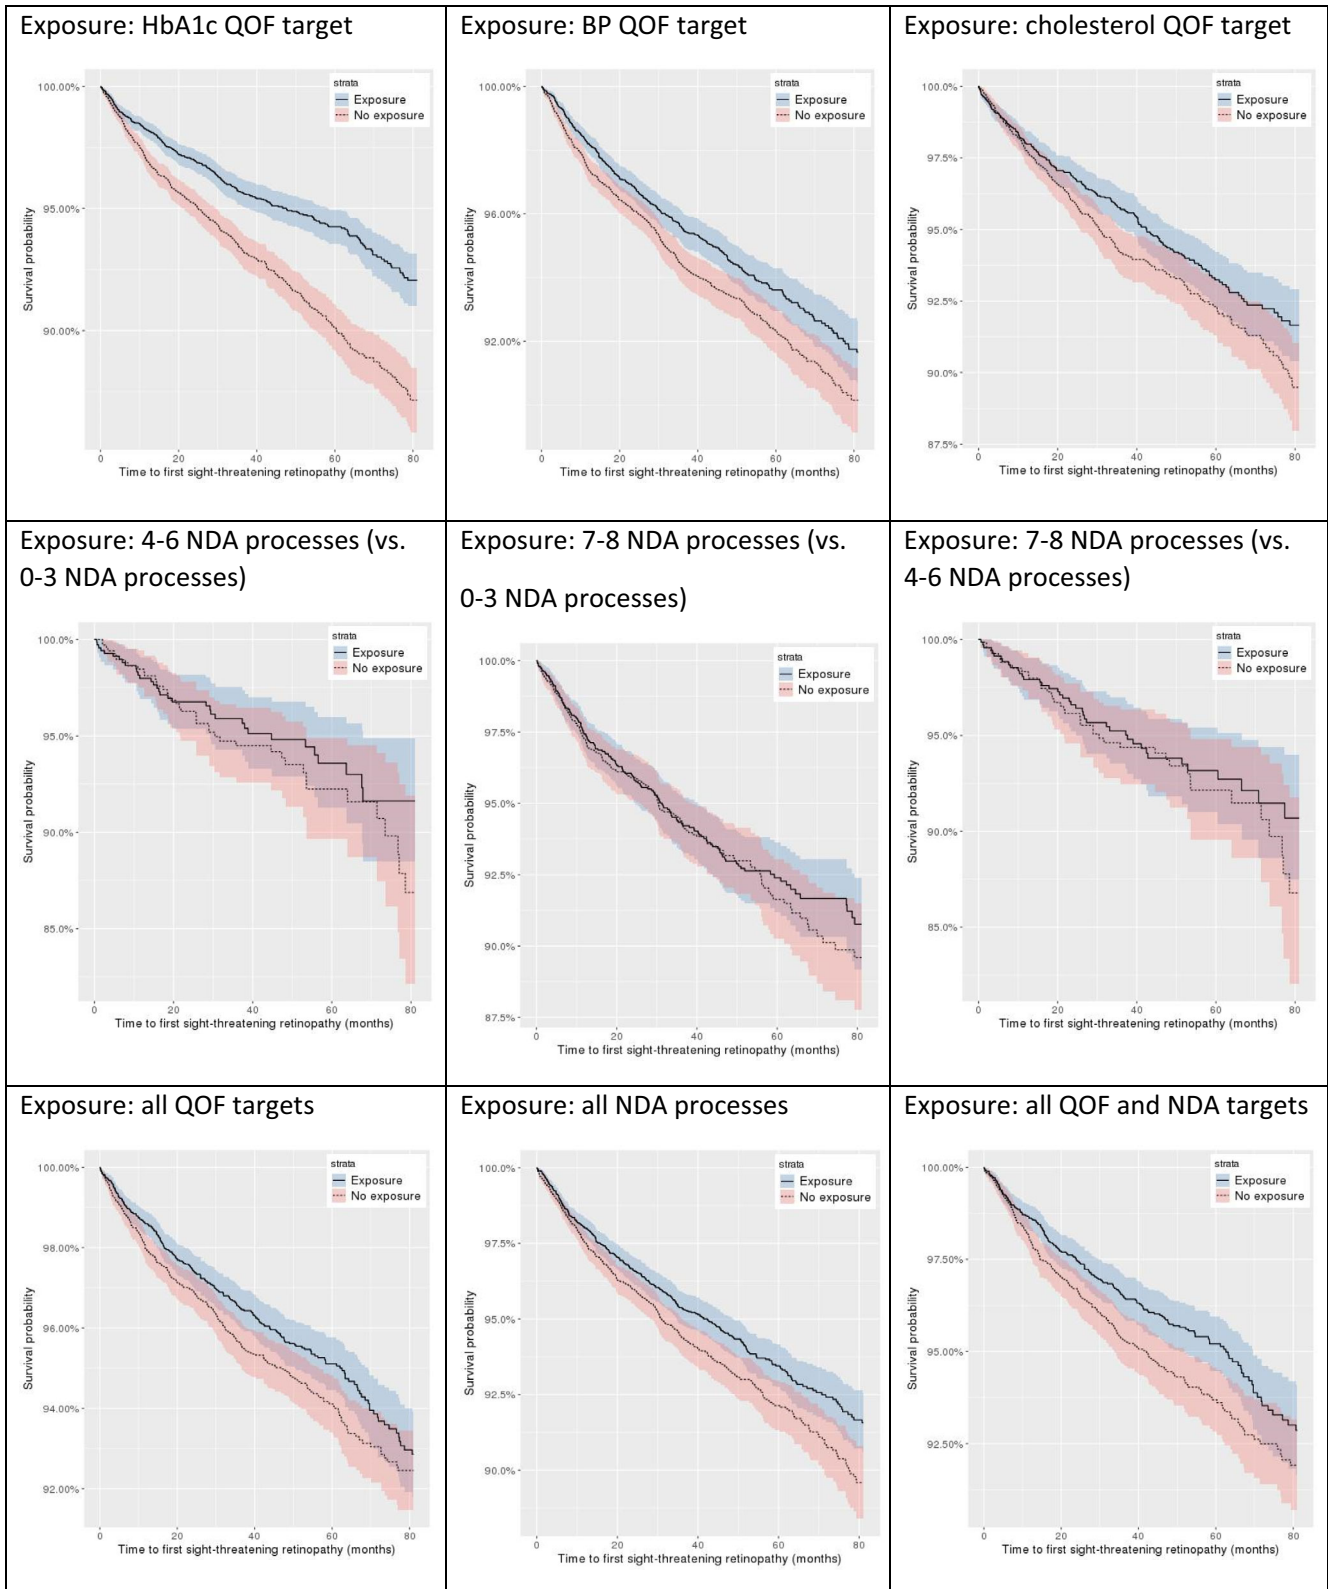 Exposure: HbA1c QOF target
strata
Exposure
No exposure
100.00%
95.00%
90.00%
Survival probability
0 20 40 60 80
Time to first sight-threatening retinopathy (months)
Exposure: BP QOF target
strata
Exposure
No exposure
100.00%
96.00%
92.00%
Survival probability
0 20 40 60 80
Time to first sight-threatening retinopathy (months)
Exposure: cholesterol QOF target
strata
Exposure
No exposure
100.0%
97.5%
95.0%
92.5%
90.0%
87.5%
Survival probability
0 20 40 60 80
Time to first sight-threatening retinopathy (months)
Exposure: 4-6 NDA processes (vs.
0-3 NDA processes)
strata
Exposure
No exposure
100.0%
95.0%
90.0%
85.0%
Survival probability
0 20 40 60 80
Time to first sight-threatening retinopathy (months)
Exposure: 7-8 NDA processes (vs.
0-3 NDA processes)
strata
Exposure
No exposure
100.0%
97.5%
95.0%
92.5%
90.0%
87.5%
Survival probability
0 20 40 60 80
Time to first sight-threatening retinopathy (months)
Exposure: 7-8 NDA processes (vs.
4-6 NDA processes)
strata
Exposure
No exposure
100.0%
95.0%
90.0%
85.0%
Survival probability
0 20 40 60 80
Time to first sight-threatening retinopathy (months)
Exposure: all QOF targets
strata
Exposure
No exposure
100.00%
98.00%
96.00%
94.00%
92.00%
Survival probability
0 20 40 60 80
Time to first sight-threatening retinopathy (months)
Exposure: all NDA processes
strata
Exposure
No exposure
100.0%
97.5%
95.0%
92.5%
90.0%
Survival probability
0 20 40 60 80
Time to first sight-threatening retinopathy (months)
Exposure: all QOF and NDA targets
strata
Exposure
No exposure
100.00%
97.50%
95.00%
92.50%
Survival probability
0 20 40 60 80
Time to first sight-threatening retinopathy (months)